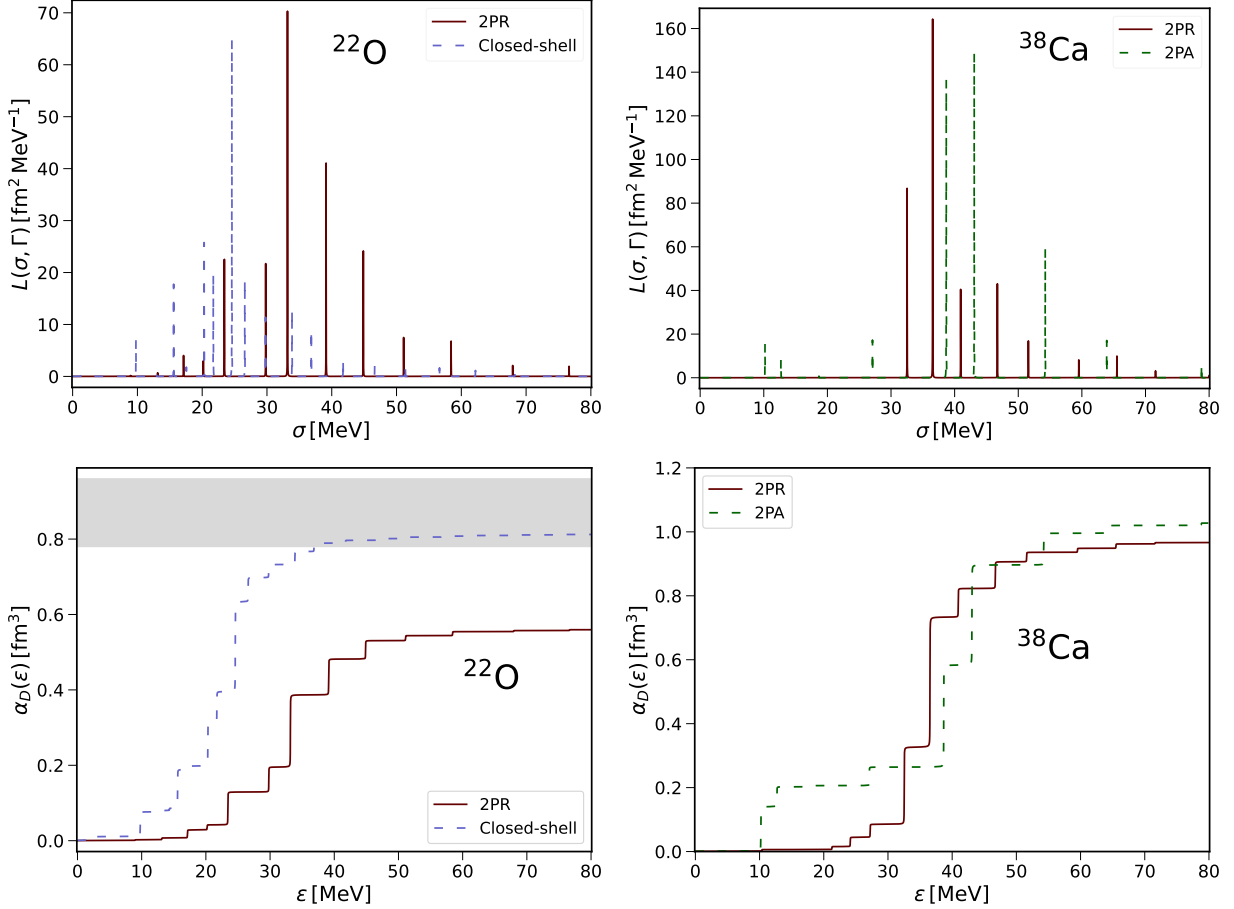 ²²O
2PR
Closed-shell
L(σ, Γ) [fm² MeV⁻¹]
70
60
50
40
30
20
10
0
0 10 20 30 40 50 60 70 80
σ [MeV]
³⁸Ca
2PR
2PA
L(σ, Γ) [fm² MeV⁻¹]
160
140
120
100
80
60
40
20
0
0 10 20 30 40 50 60 70 80
σ [MeV]
α_D(ε) [fm³]
0.8
0.6
0.4
0.2
0.0
²²O
2PR
Closed-shell
0 10 20 30 40 50 60 70 80
ε [MeV]
2PR
2PA
α_D(ε) [fm³]
1.2
1.0
0.8
0.6
0.4
0.2
0.0
³⁸Ca
0 10 20 30 40 50 60 70 80
ε [MeV]